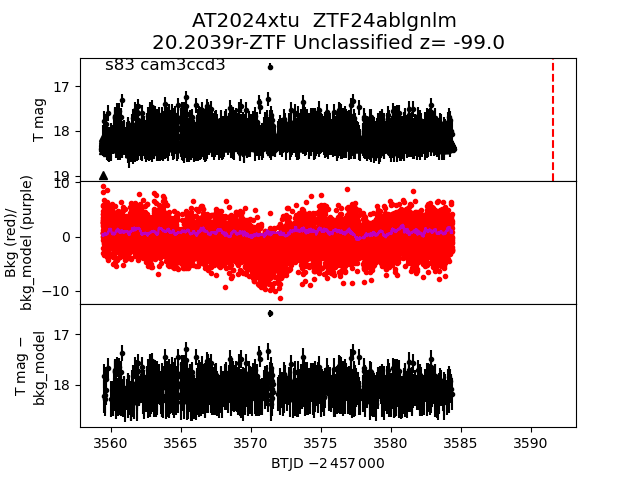 AT2024xtu  ZTF24ablgnlm
20.2039r-ZTF Unclassified z= -99.0
s83 cam3ccd3
T mag
17
18
19
Bkg (red)/
bkg_model (purple)
10
0
−10
T mag −
bkg_model
17
18
3560 3565 3570 3575 3580 3585 3590
BTJD −2 457 000